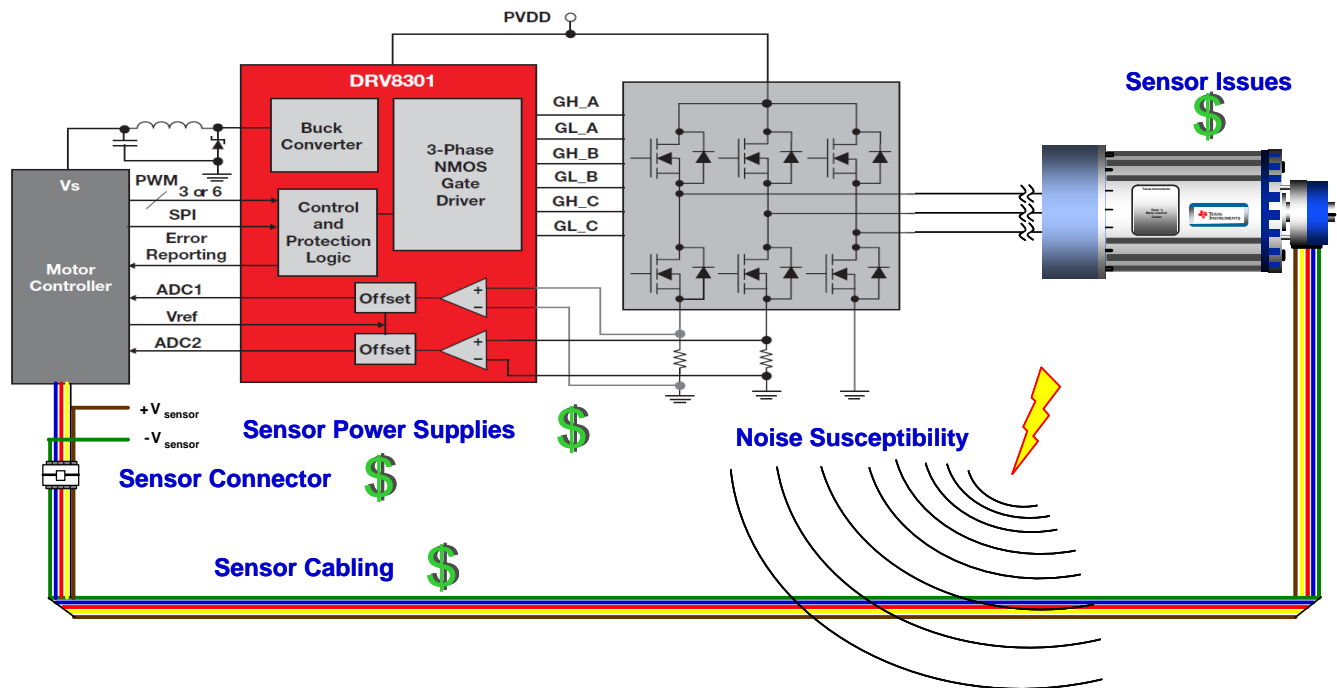 PVDD
DRV8301
Buck
Converter
3-Phase
NMOS
Gate
Driver
Control
and
Protection
Logic
Offset
Offset
+
−
+
−
GH_A
GL_A
GH_B
GL_B
GH_C
GL_C
Vs
Motor
Controller
PWM
3 or 6
SPI
Error
Reporting
ADC1
Vref
ADC2
Sensor Issues
$
Texas
Instruments
+V sensor
-V sensor
Sensor Power Supplies $
Sensor Connector $
Noise Susceptibility
Sensor Cabling $